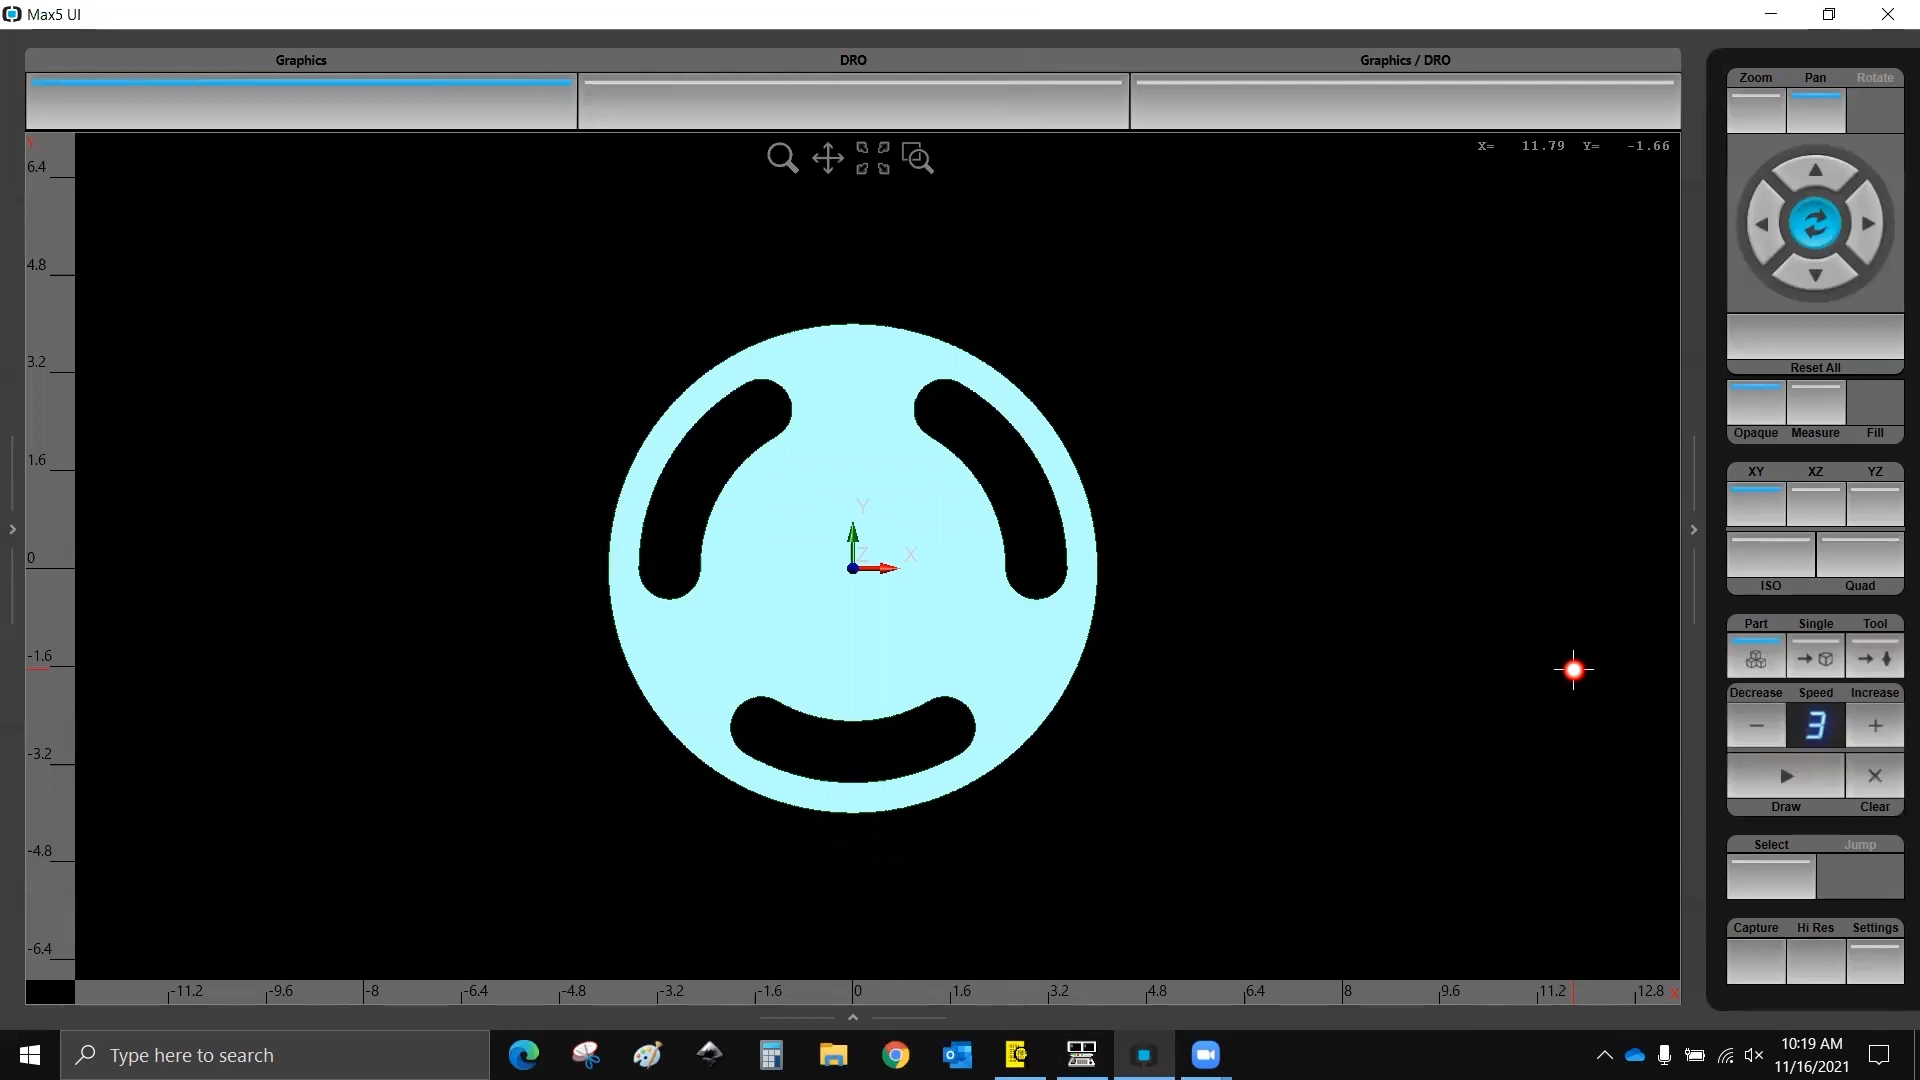 Max5 UI
Graphics DRO Graphics / DRO
Zoom Pan Rotate
X= 11.79 Y= -1.66
Y
6.4
4.8
3.2
1.6
0
-1.6
-3.2
-4.8
-6.4
Y
Z X
-11.2 -9.6 -8 -6.4 -4.8 -3.2 -1.6 0 1.6 3.2 4.8 6.4 8 9.6 11.2 12.8 X
Reset All
Opaque Measure Fill
XY XZ YZ
ISO Quad
Part Single Tool
Decrease Speed Increase
3
Draw Clear
Select Jump
Capture Hi Res Settings
Type here to search
10:19 AM
11/16/2021